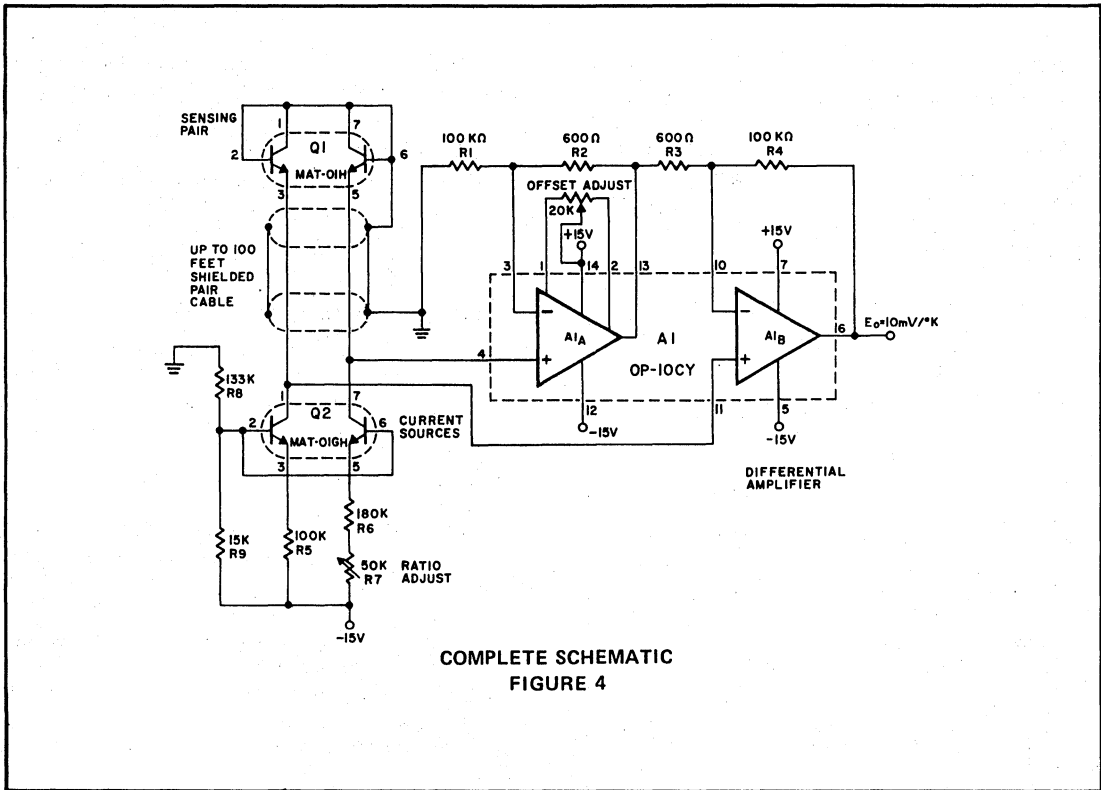 SENSING
PAIR
1
7
2
Q1
6
MAT-01H
3
5
UP TO 100
FEET
SHIELDED
PAIR
CABLE
100 KΩ
R1
600 Ω
R2
600 Ω
R3
100 KΩ
R4
OFFSET ADJUST
20K
+15V
+15V
3
1
14
2
13
10
7
−
A1A
+
4
A1
OP-10CY
−
A1B
+
6
E0=10mV/°K
12
-15V
11
5
-15V
DIFFERENTIAL
AMPLIFIER
133K
R8
1
7
2
Q2
6
CURRENT
SOURCES
MAT-01GH
3
5
15K
R9
100K
R5
180K
R6
50K
R7
RATIO
ADJUST
-15V
COMPLETE SCHEMATIC
FIGURE 4